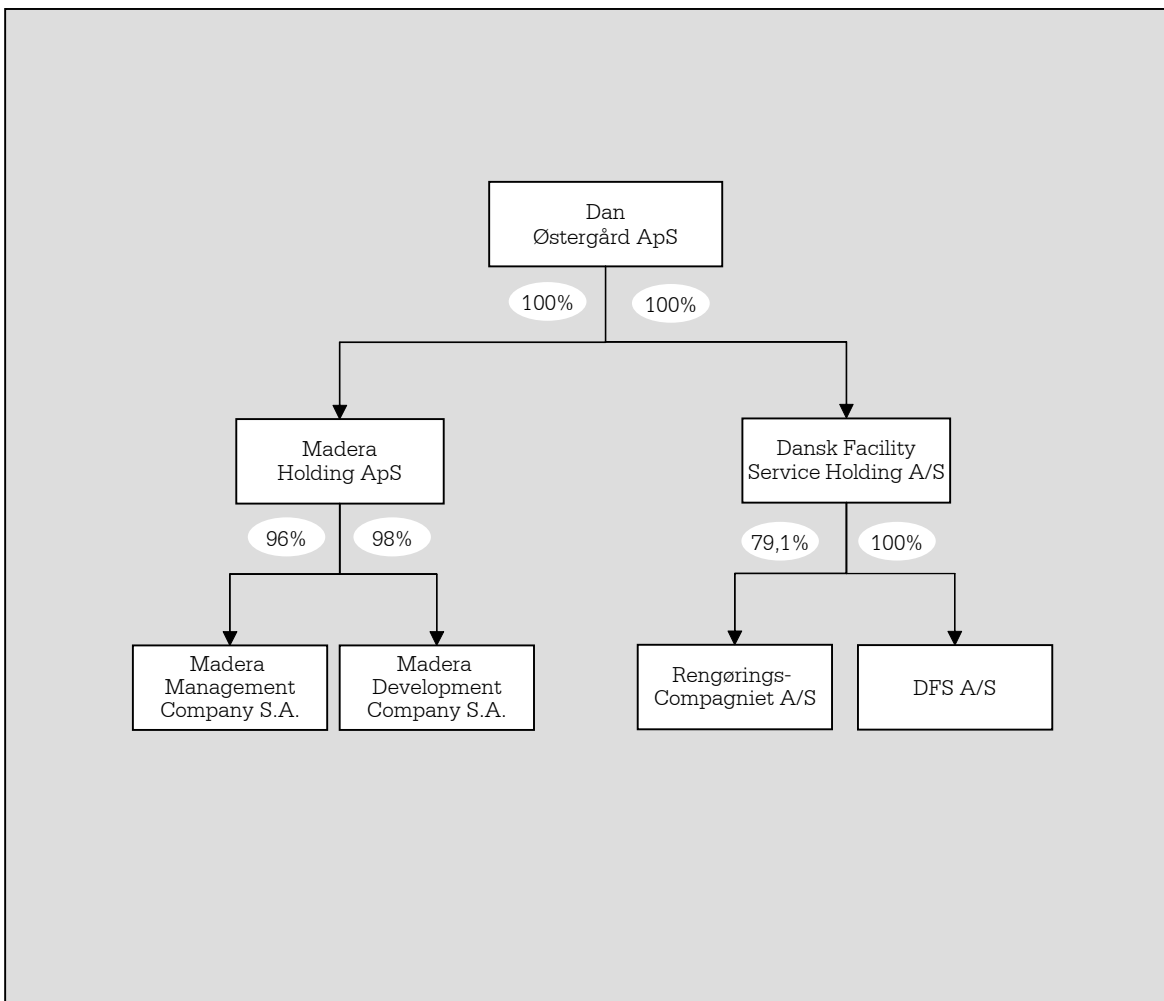 Dan
Østergård ApS
100%
100%
Madera
Holding ApS
Dansk Facility
Service Holding A/S
96%
98%
79,1%
100%
Madera
Management
Company S.A.
Madera
Development
Company S.A.
Rengørings-
Compagniet A/S
DFS A/S